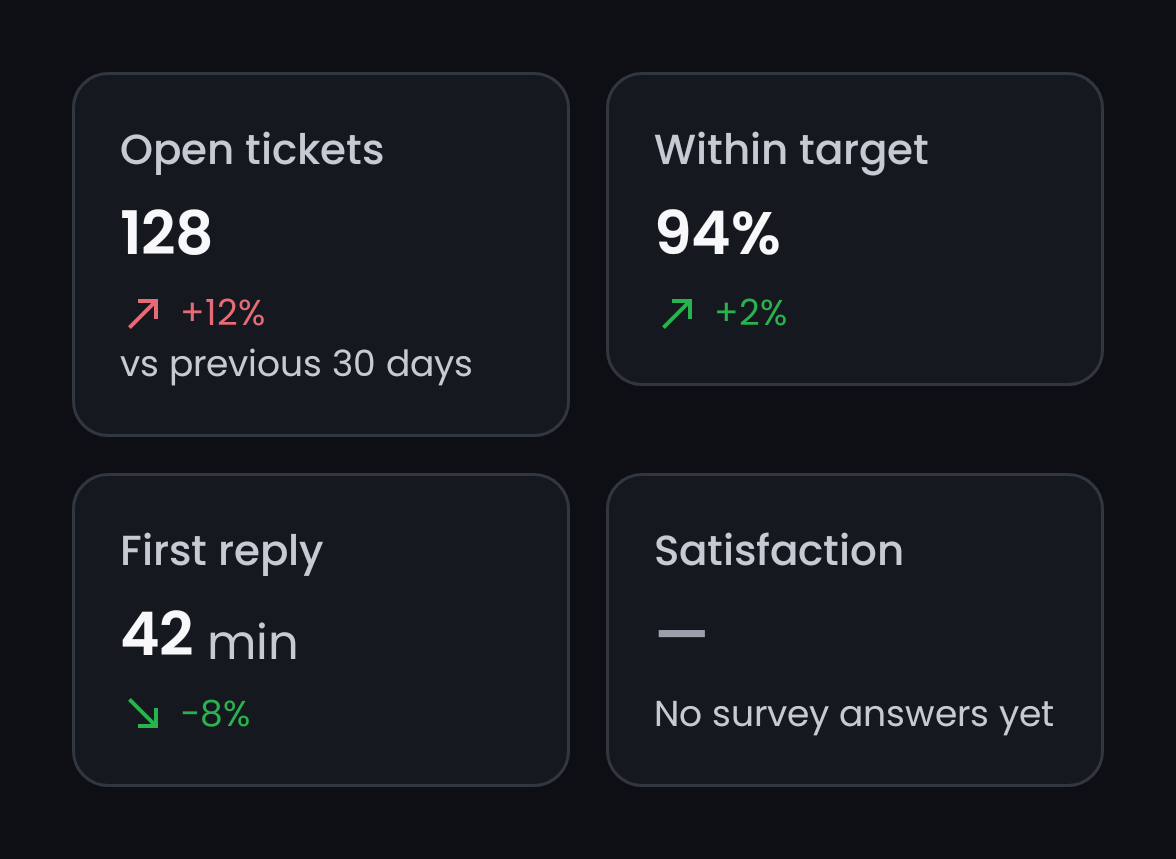 Open tickets
128
+12%
vs previous 30 days
Within target
94%
+2%
First reply
42 min
-8%
Satisfaction
—
No survey answers yet